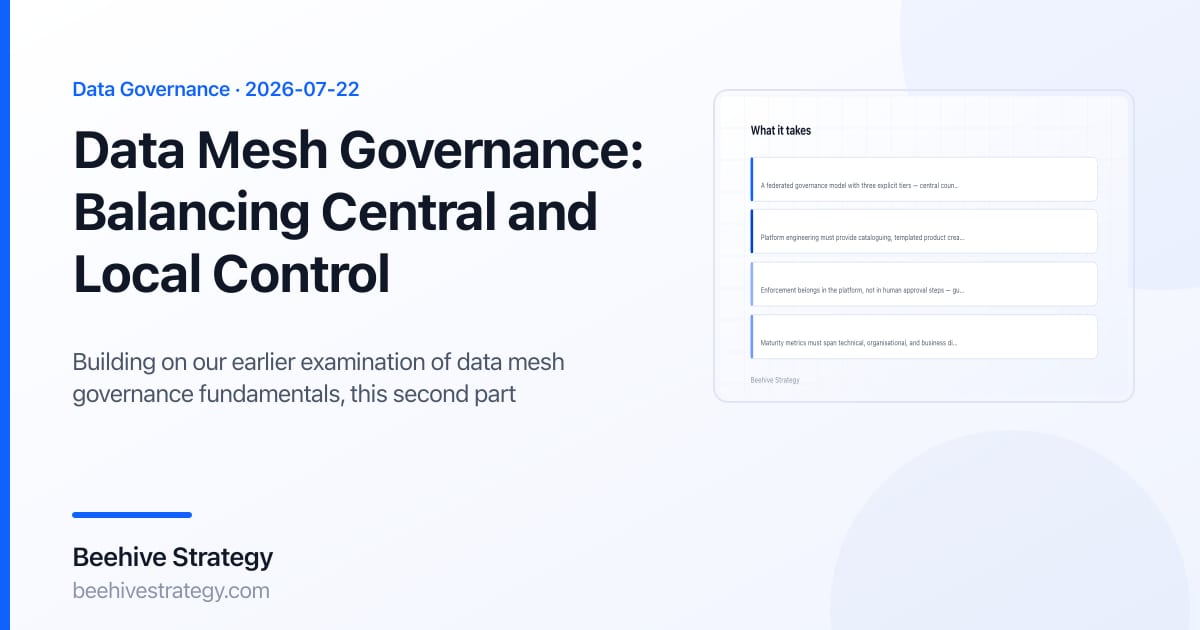 Data Governance · 2026-07-22
Data Mesh Governance:
Balancing Central and
Local Control
Building on our earlier examination of data mesh
governance fundamentals, this second part
Beehive Strategy
beehivestrategy.com
What it takes
A federated governance model with three explicit tiers — central coun...
Platform engineering must provide cataloguing, templated product crea...
Enforcement belongs in the platform, not in human approval steps — gu...
Maturity metrics must span technical, organisational, and business di...
Beehive Strategy